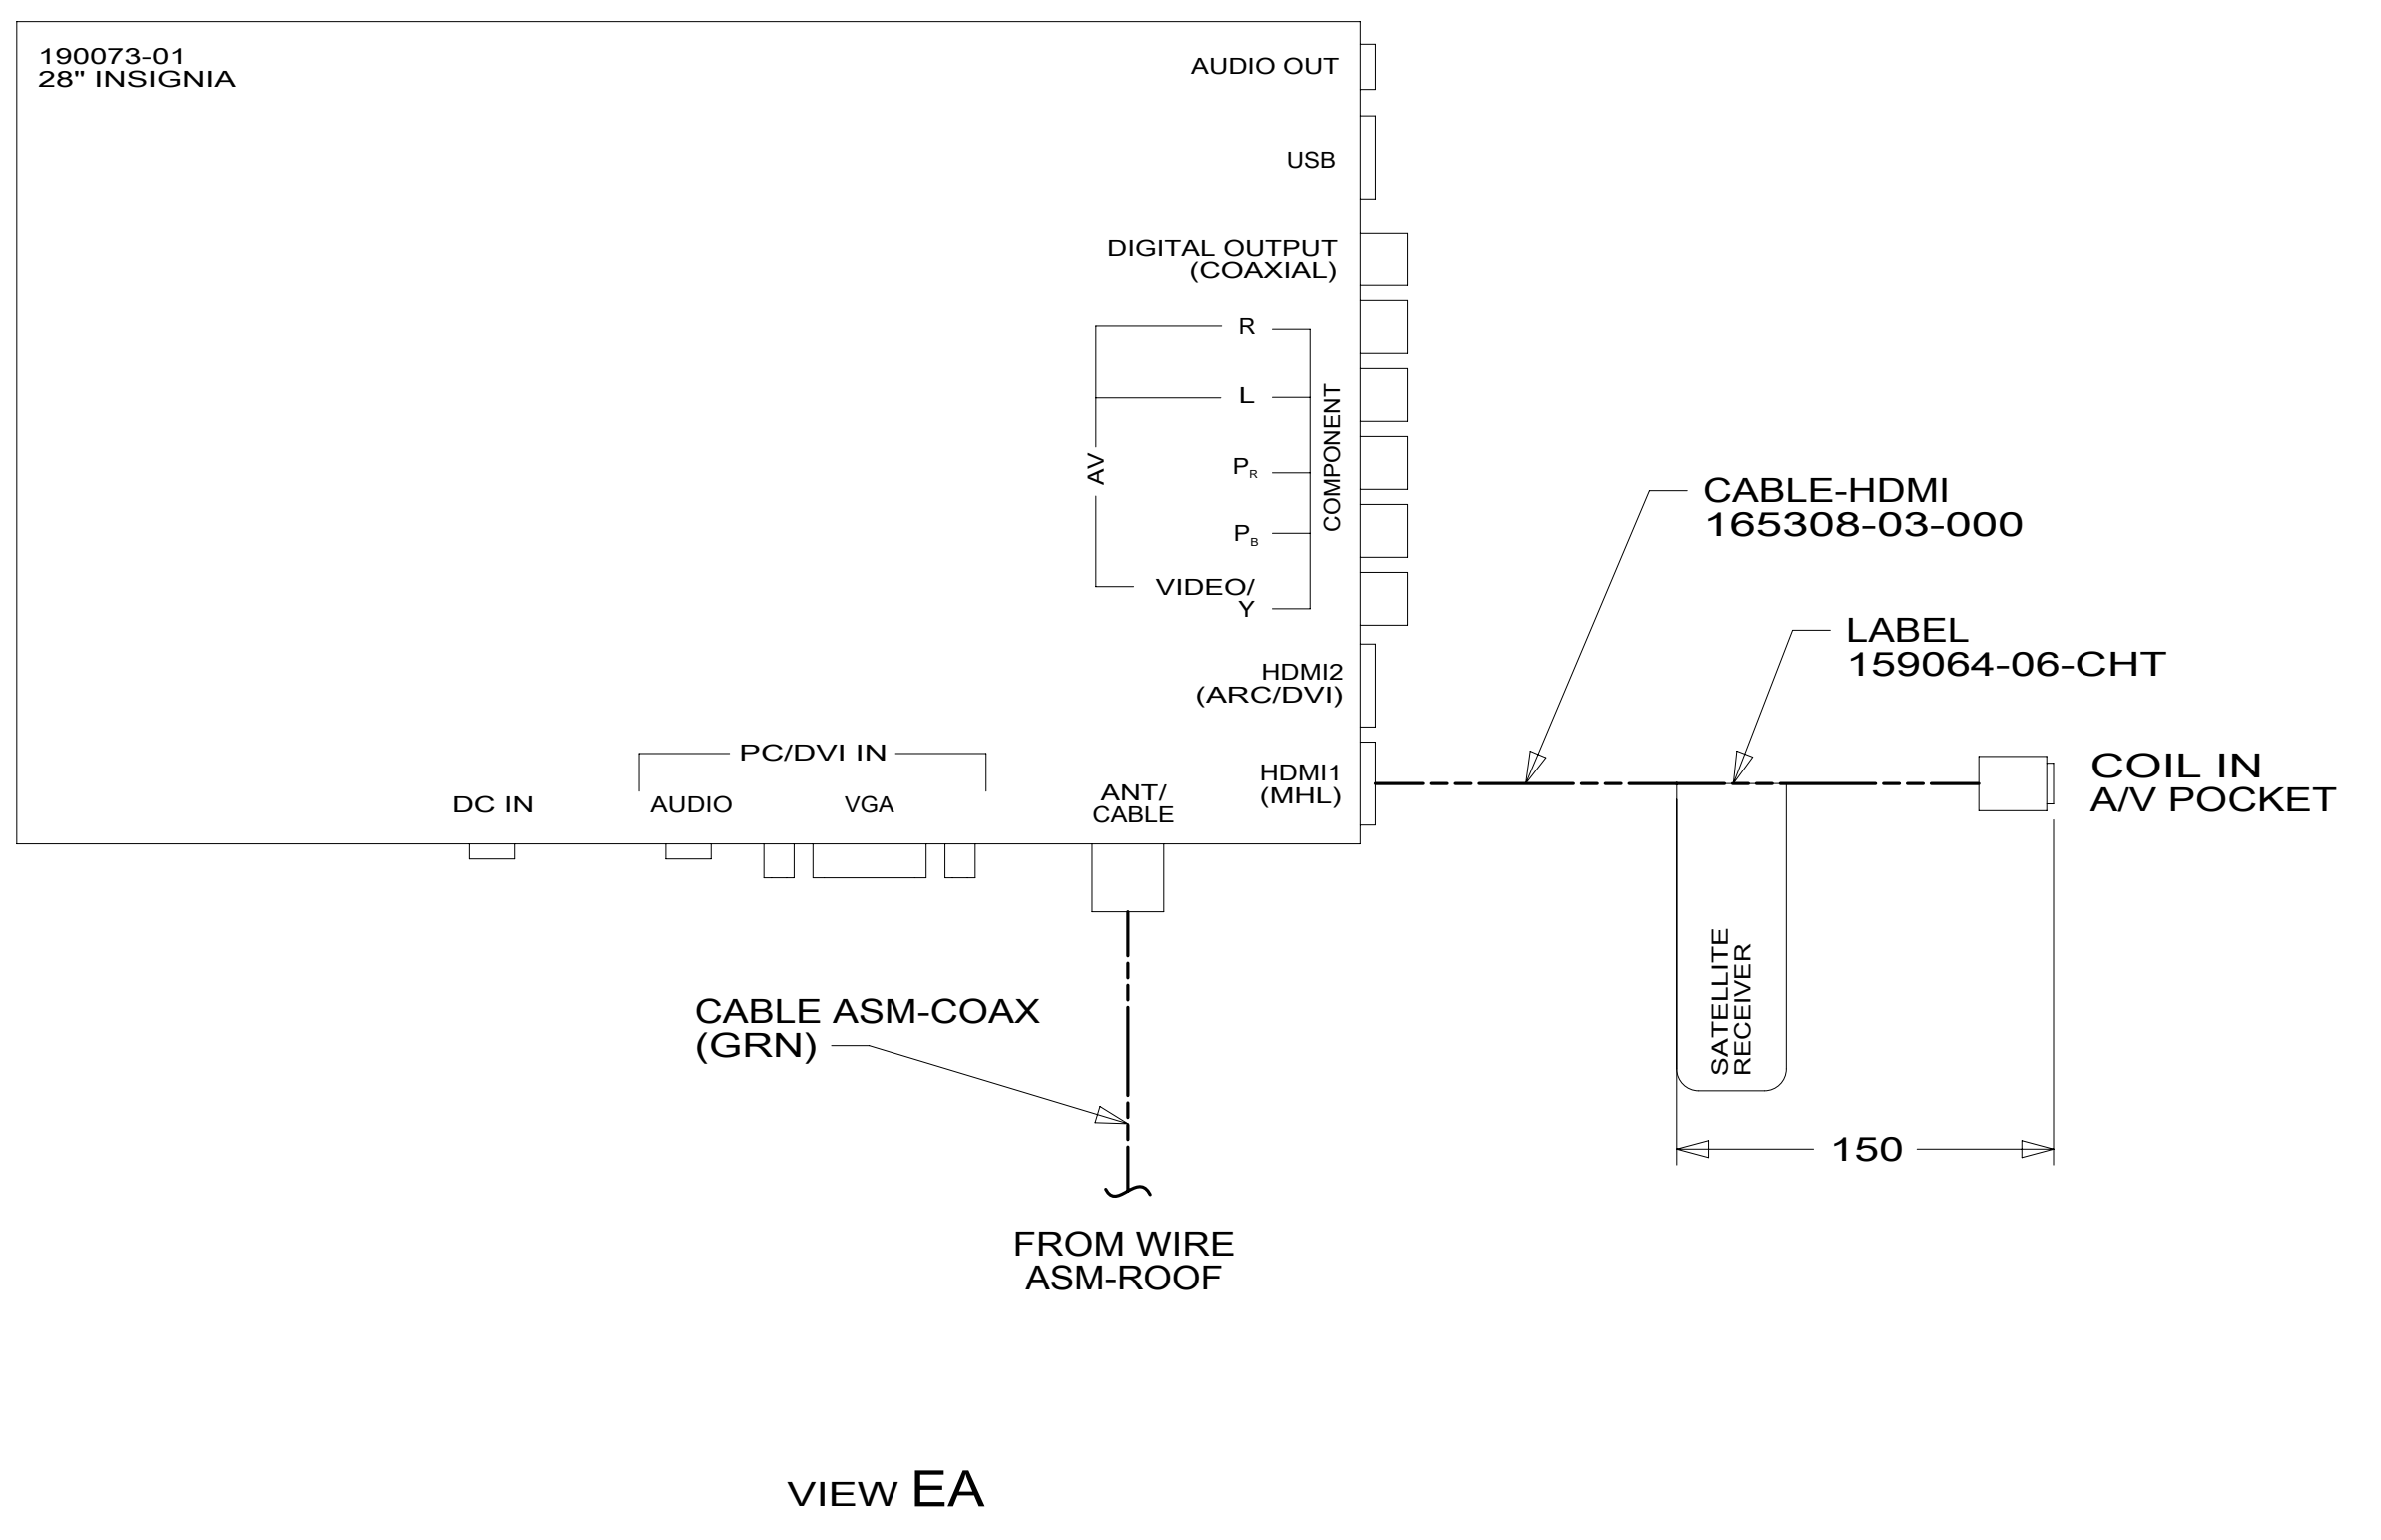 190073-01
28" INSIGNIA
AUDIO OUT
USB
DIGITAL OUTPUT
(COAXIAL)
R
L
PR
PB
VIDEO/
Y
AV
COMPONENT
HDMI2
(ARC/DVI)
HDMI1
(MHL)
PC/DVI IN
DC IN
AUDIO
VGA
ANT/
CABLE
CABLE-HDMI
165308-03-000
LABEL
159064-06-CHT
COIL IN
A/V POCKET
SATELLITE
RECEIVER
150
CABLE ASM-COAX
(GRN)
FROM WIRE
ASM-ROOF
VIEW EA